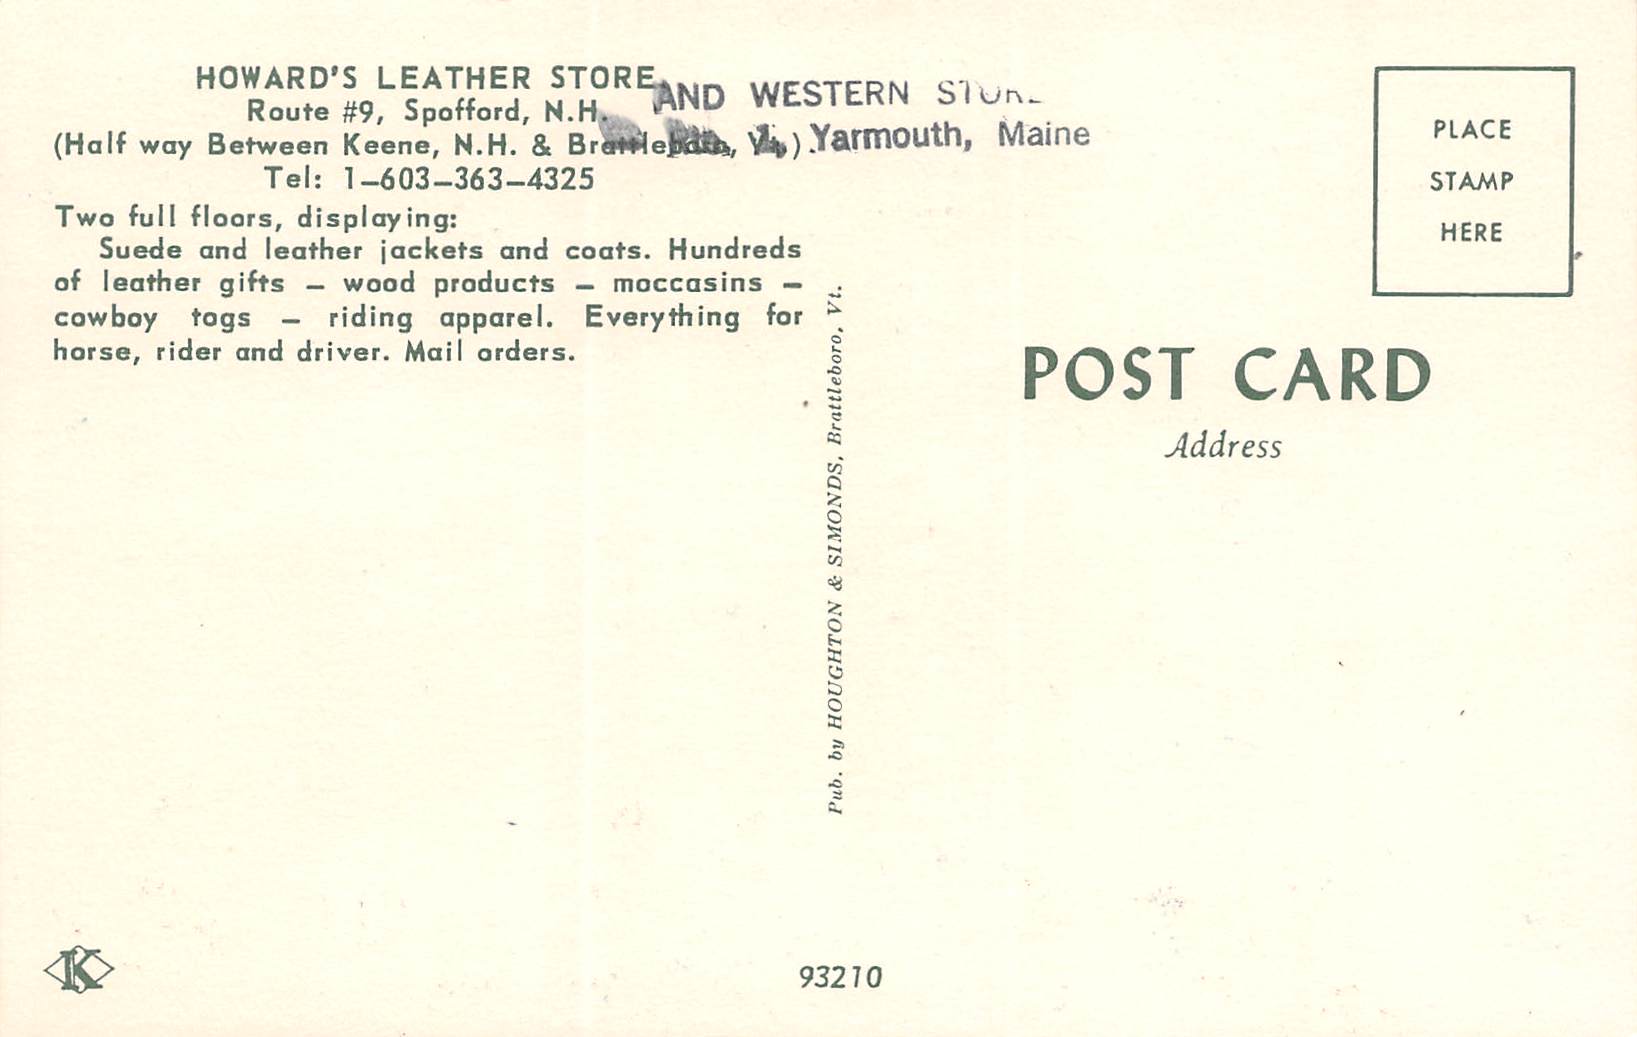 HOWARD'S LEATHER STORE
AND WESTERN
Route #9, Spofford, N.H.
Yarmouth, Maine
(Half way Between Keene, N.H. &
Tel: 1–603–363–4325
Two full floors, displaying:
Suede and leather jackets and coats. Hundreds
of leather gifts – wood products – moccasins –
cowboy togs – riding apparel. Everything for
horse, rider and driver. Mail orders.
Pub. by HOUGHTON & SIMONDS, Brattleboro, Vt.
PLACE
STAMP
HERE
POST CARD
Address
K
93210